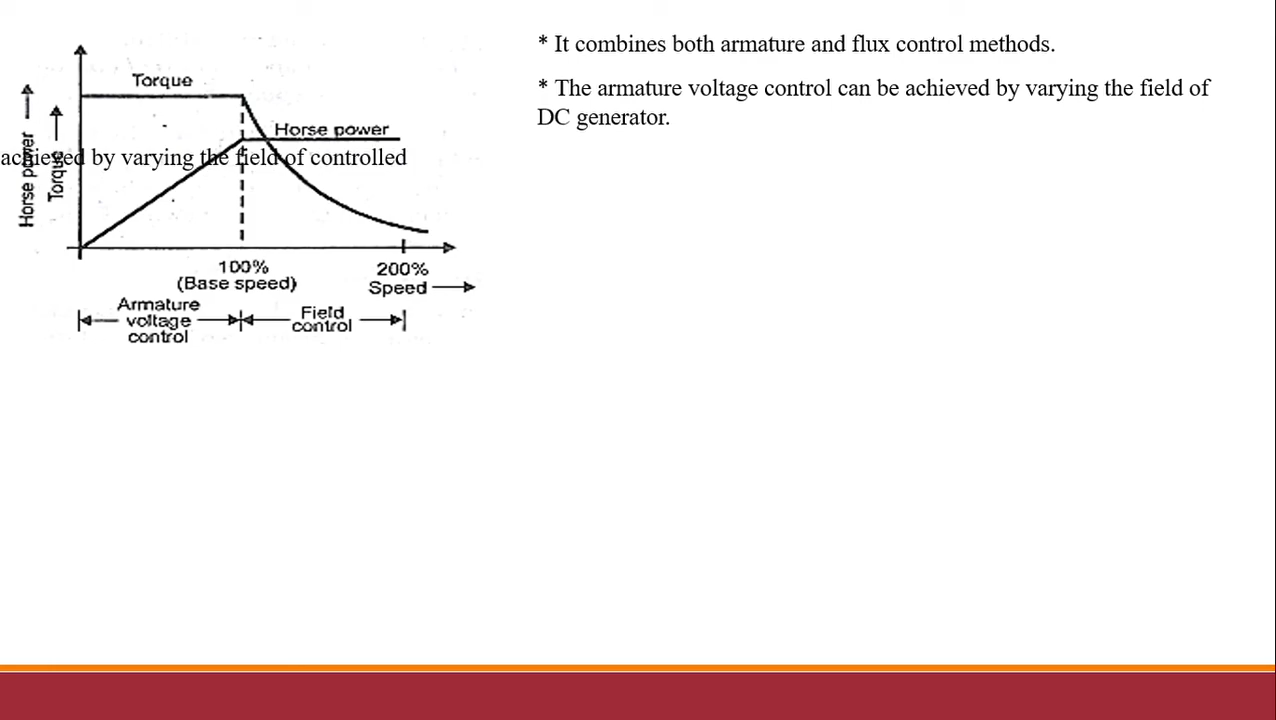 * It combines both armature and flux control methods.
* The armature voltage control can be achieved by varying the field of
DC generator.
achieved by varying the field of controlled
Torque
Horse power
Horse power
Torque
100%
(Base speed)
200%
Speed
Armature
voltage
control
Field
control